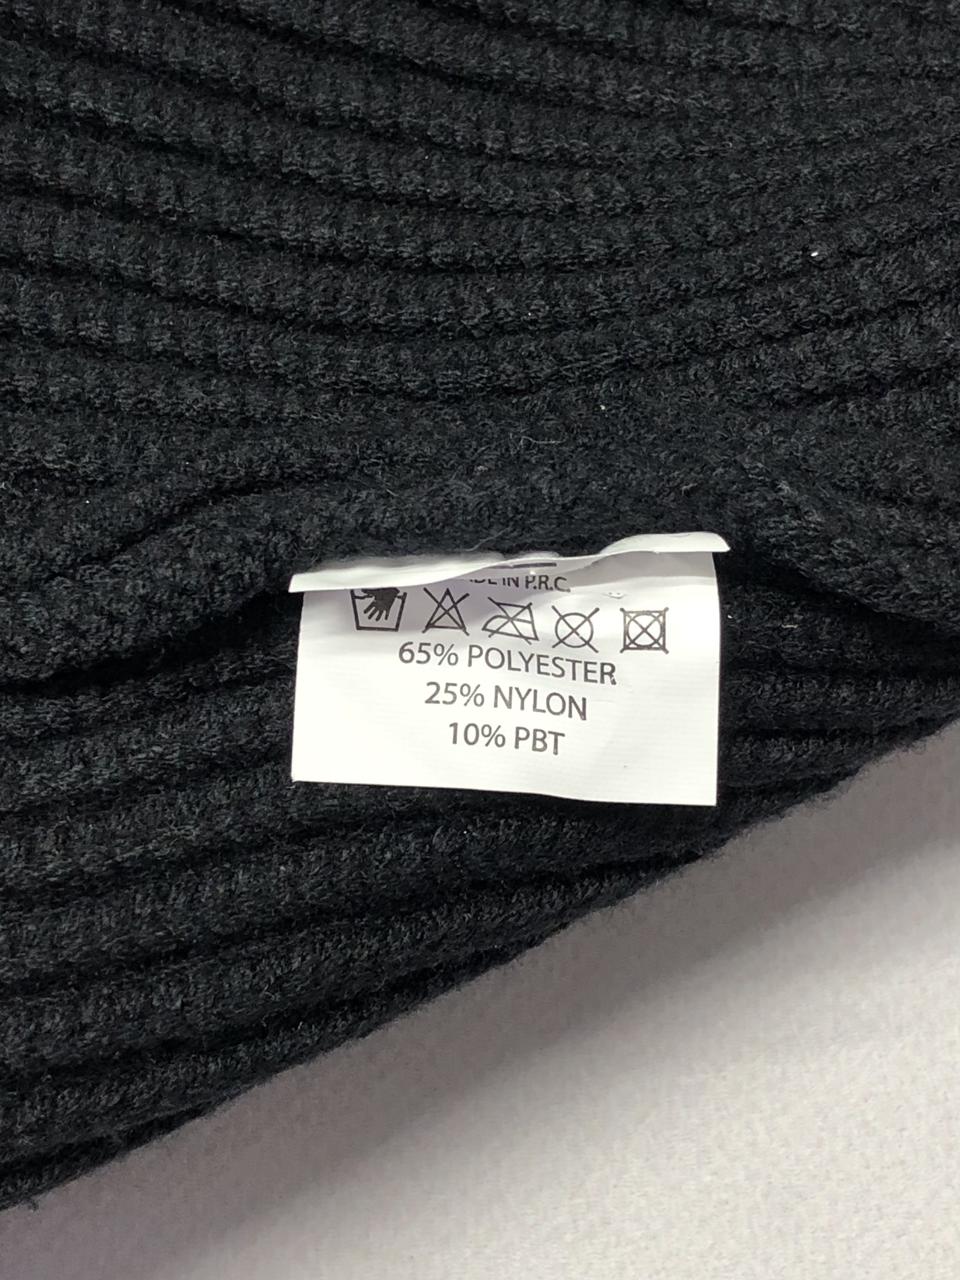 IN P.R.C
65% POLYESTER
25% NYLON
10% PBT